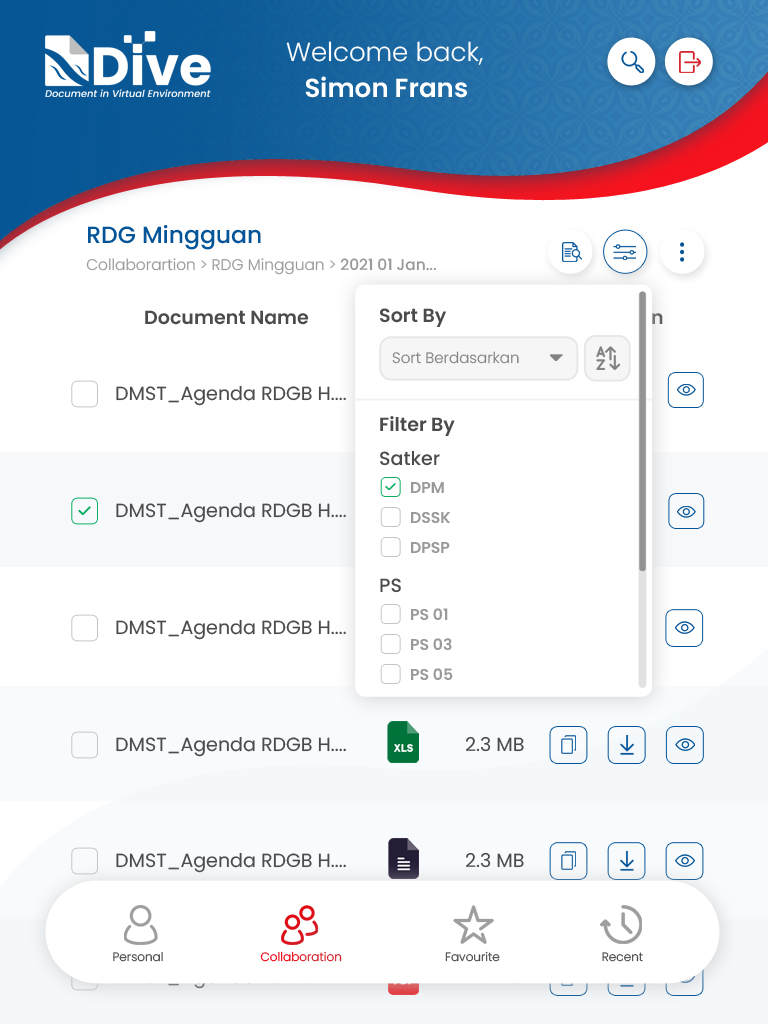 Dive
Document in Virtual Environment
Welcome back,
Simon Frans
RDG Mingguan
Collaborartion > RDG Mingguan > 2021 01 Jan...
Document Name
n
Sort By
Sort Berdasarkan
A
Z
Filter By
Satker
DPM
DSSK
DPSP
PS
PS 01
PS 03
PS 05
DMST_Agenda RDGB H....
DMST_Agenda RDGB H....
DMST_Agenda RDGB H....
DMST_Agenda RDGB H....
XLS
2.3 MB
DMST_Agenda RDGB H....
2.3 MB
Personal
Collaboration
Favourite
Recent